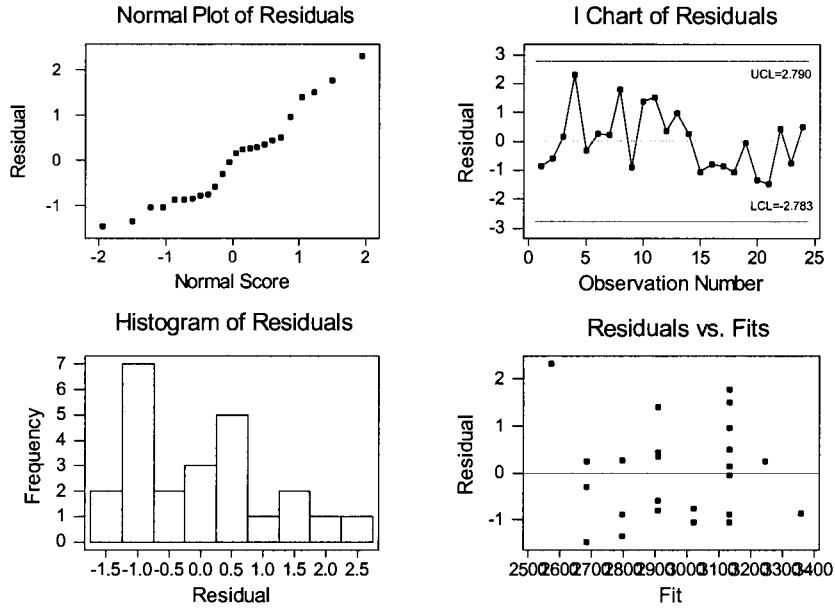 Normal Plot of Residuals
Residual
2
1
0
-1
-2 -1 0 1 2
Normal Score
I Chart of Residuals
Residual
3
2
1
0
-1
-2
-3
UCL=2.790
LCL=-2.783
0 5 10 15 20 25
Observation Number
Histogram of Residuals
Frequency
7
6
5
4
3
2
1
0
-1.5 -1.0 -0.5 0.0 0.5 1.0 1.5 2.0 2.5
Residual
Residuals vs. Fits
Residual
2
1
0
-1
2500 2600 2700 2800 2900 3000 3100 3200 3300 3400
Fit